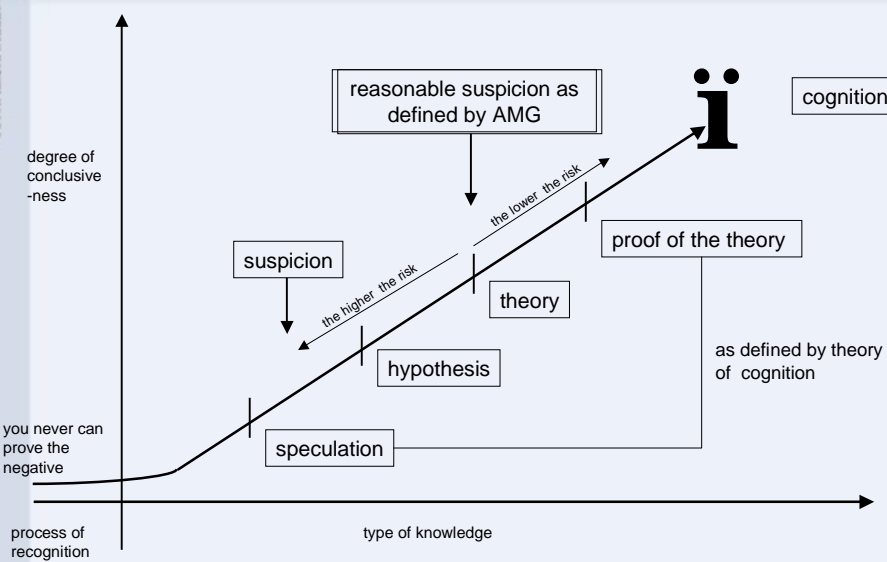 reasonable suspicion as
defined by AMG
ï
cognition
degree of
conclusive
-ness
the lower the risk
proof of the theory
suspicion
the higher the risk
theory
hypothesis
as defined by theory
of cognition
you never can
prove the
negative
speculation
process of
recognition
type of knowledge